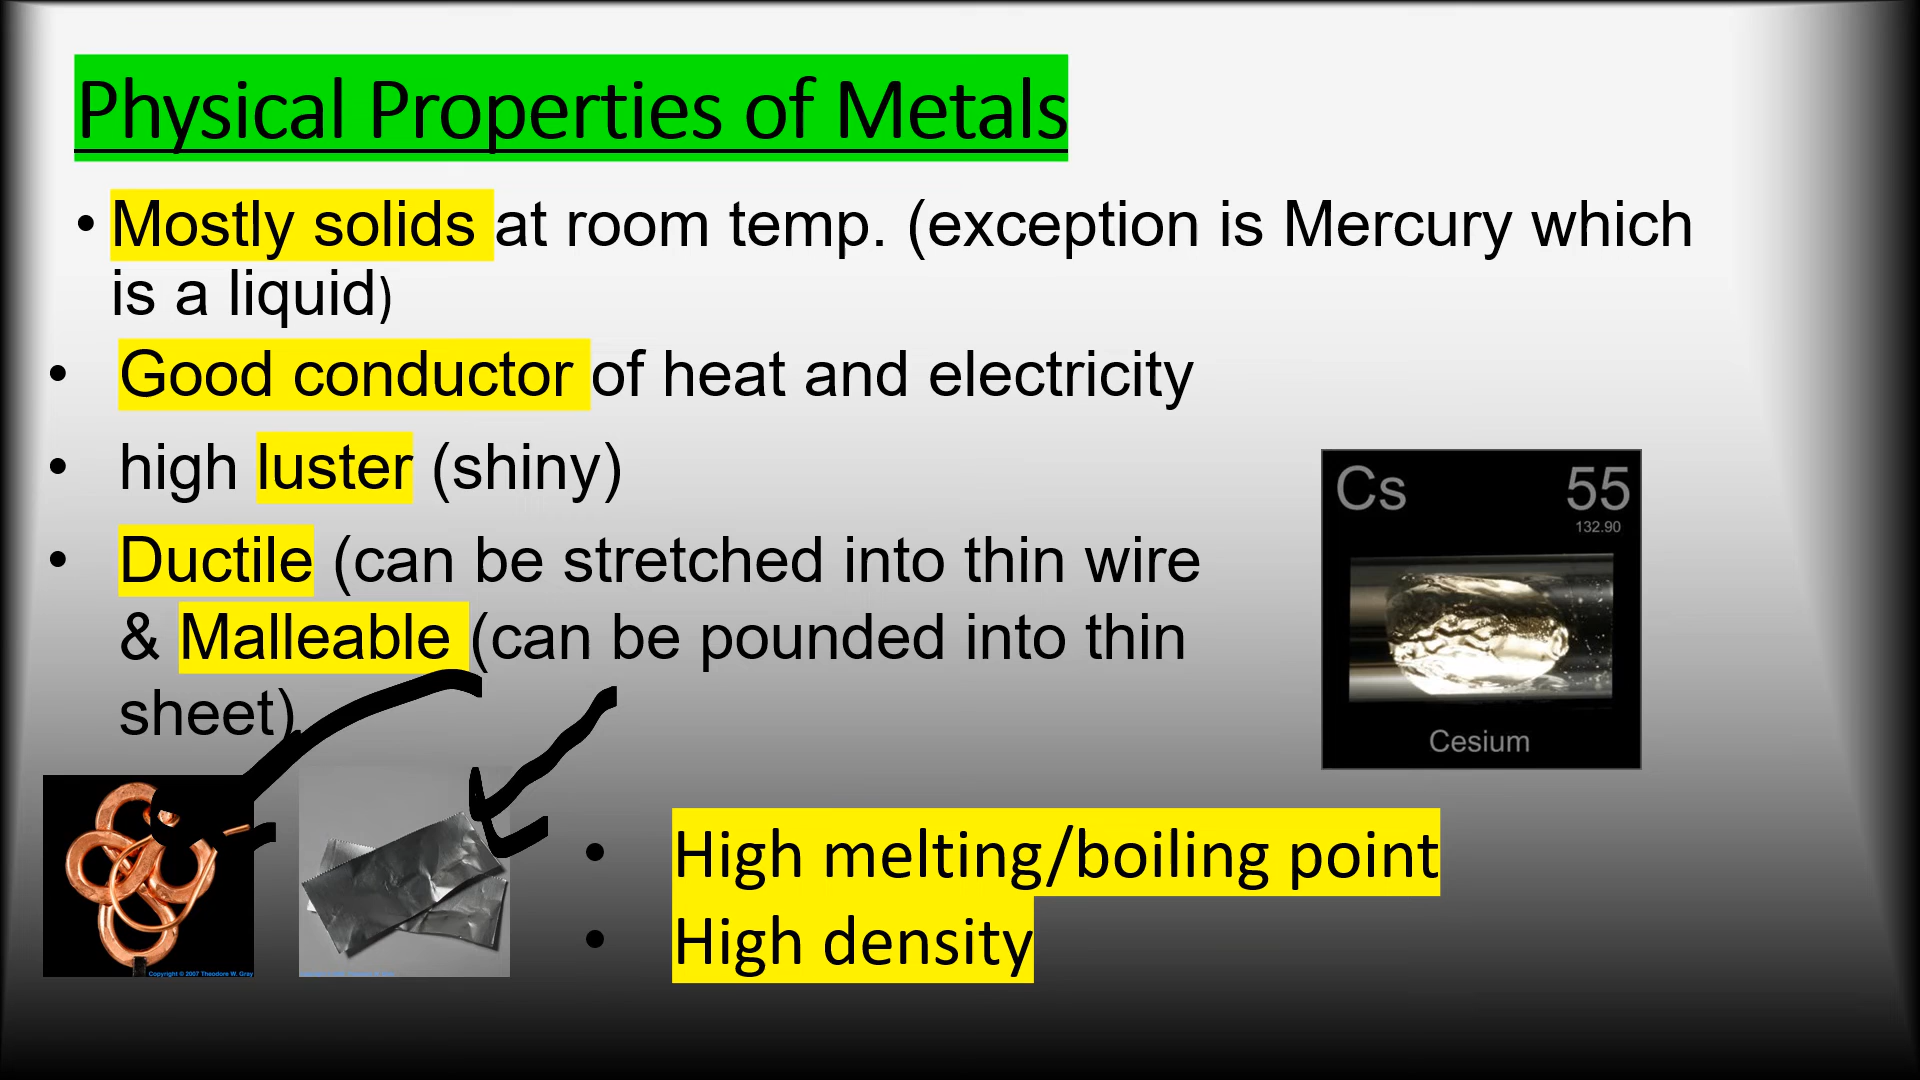 Physical Properties of Metals
• Mostly solids at room temp. (exception is Mercury which
is a liquid)
• Good conductor of heat and electricity
• high luster (shiny)
• Ductile (can be stretched into thin wire
& Malleable (can be pounded into thin
sheet)
Cs 55
132.90
Cesium
Copyright © 2007 Theodore W. Gray
• High melting/boiling point
• High density